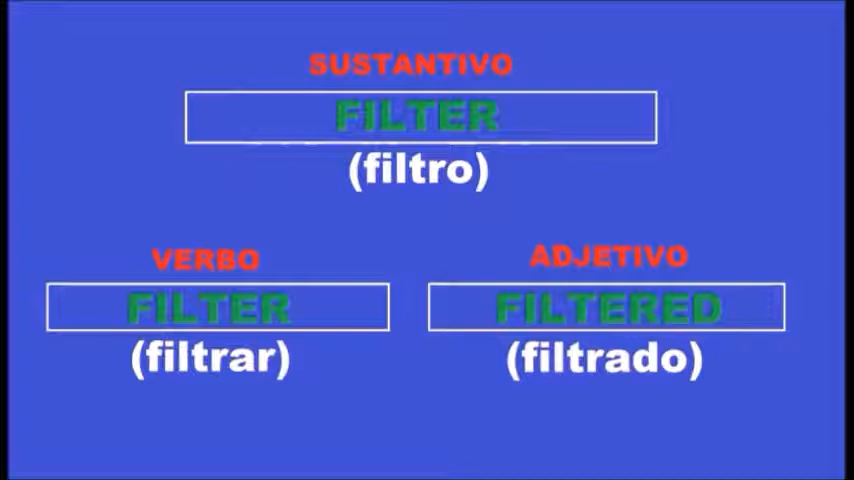 SUSTANTIVO
FILTER
(filtro)
VERBO
FILTER
(filtrar)
ADJETIVO
FILTERED
(filtrado)